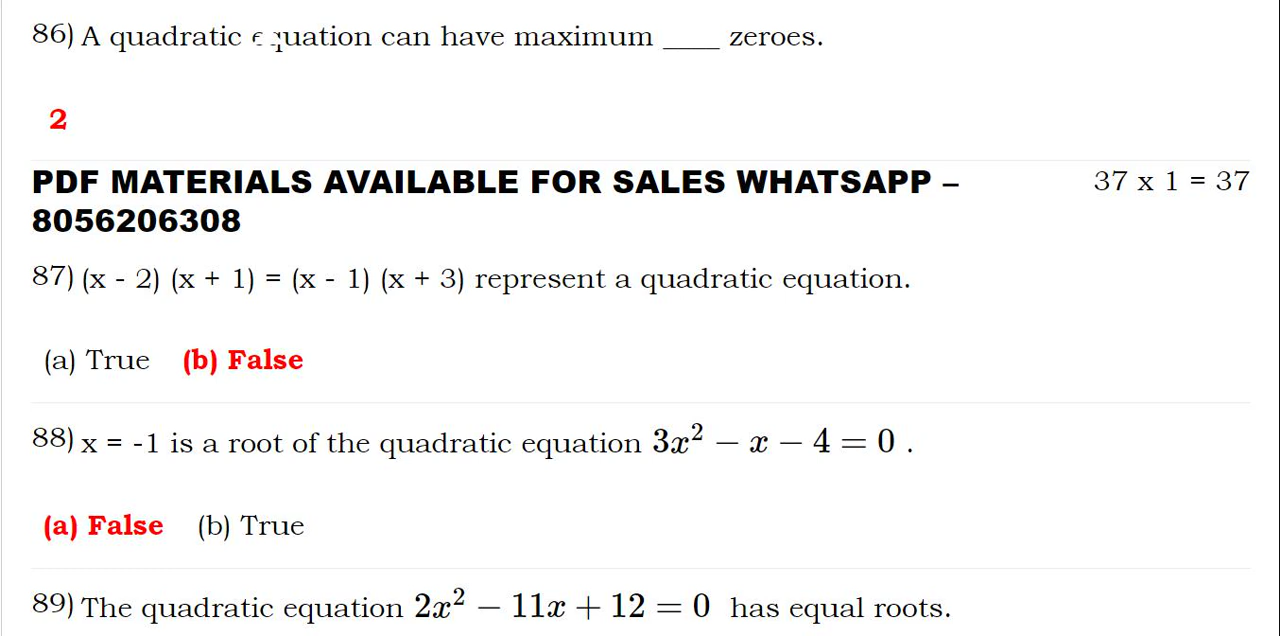 86) A quadratic equation can have maximum ____ zeroes.
2
PDF MATERIALS AVAILABLE FOR SALES WHATSAPP – 37 x 1 = 37
8056206308
87) (x - 2) (x + 1) = (x - 1) (x + 3) represent a quadratic equation.
(a) True (b) False
88) x = -1 is a root of the quadratic equation 3x² − x − 4 = 0 .
(a) False (b) True
89) The quadratic equation 2x² − 11x + 12 = 0 has equal roots.